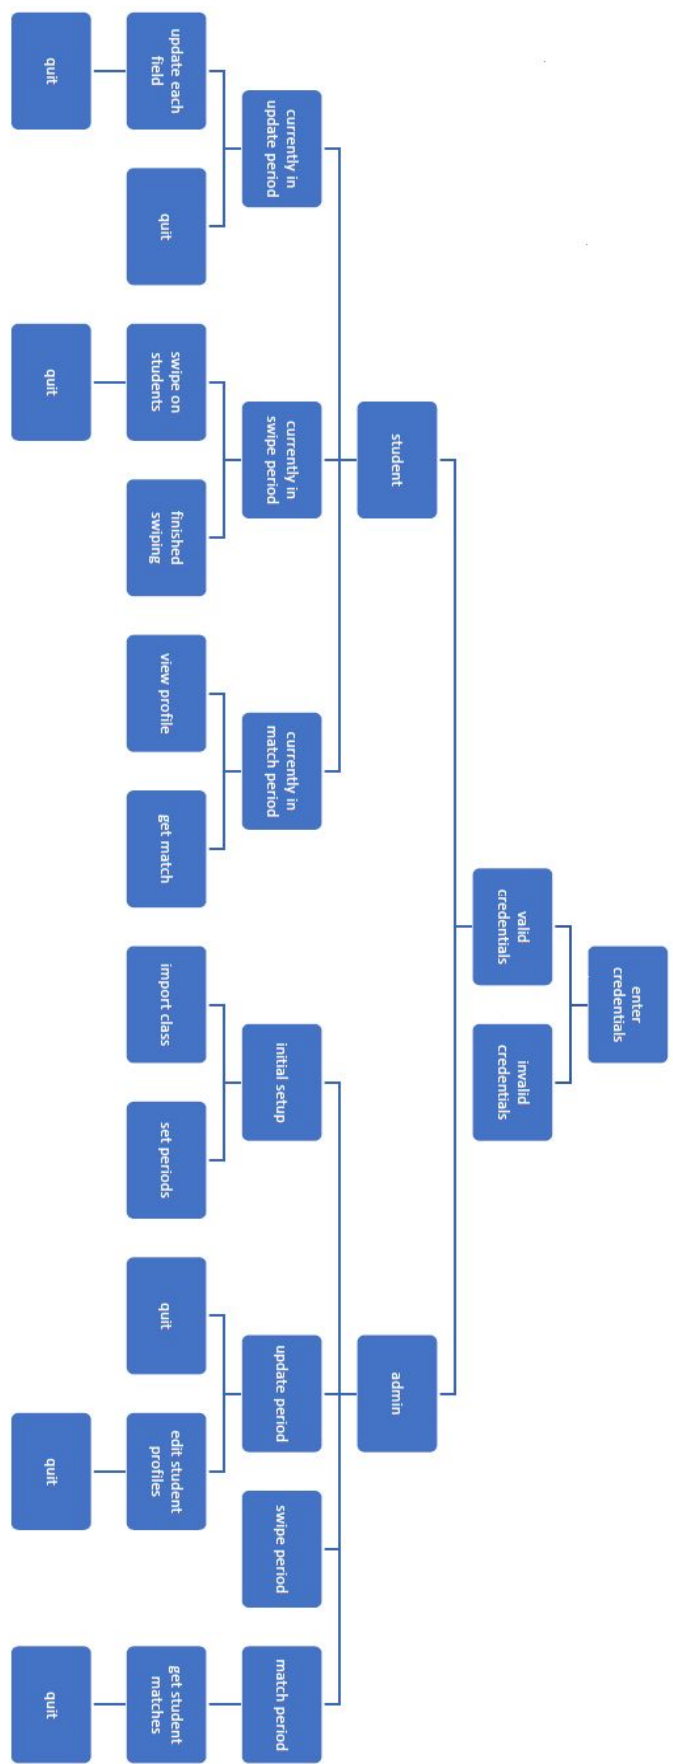 enter
credentials
valid
credentials
invalid
credentials
student
admin
currently in
update period
currently in
swipe period
currently in
match period
initial setup
update period
swipe period
match period
update each
field
quit
swipe on
students
finished
swiping
view profile
get match
import class
set periods
quit
edit student
profiles
get student
matches
quit
quit
quit
quit